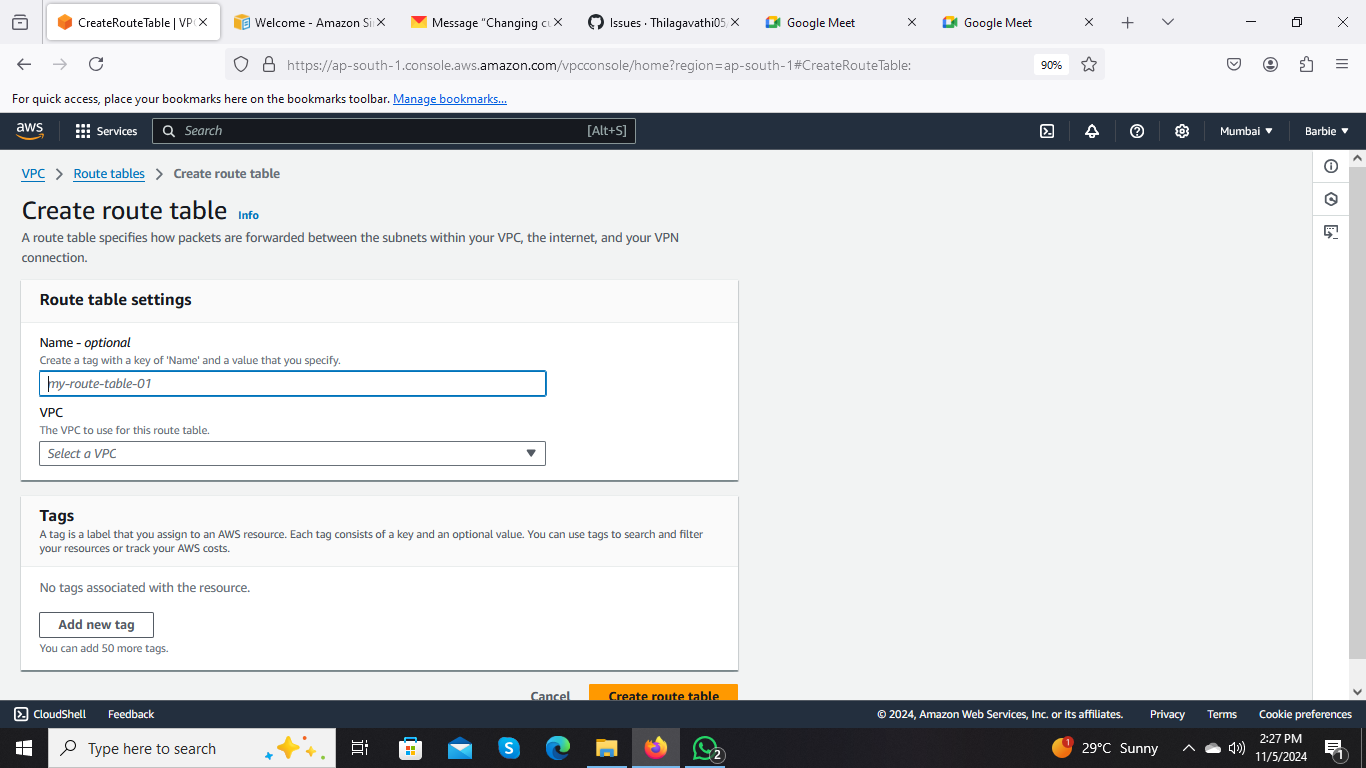 CreateRouteTable | VPC
Welcome - Amazon Si
Message “Changing cu
Issues · Thilagavathi05
Google Meet
Google Meet
https://ap-south-1.console.aws.amazon.com/vpcconsole/home?region=ap-south-1#CreateRouteTable:
90%
For quick access, place your bookmarks here on the bookmarks toolbar. Manage bookmarks...
aws
Services
Search
[Alt+S]
Mumbai
Barbie
VPC
Route tables
Create route table
Create route table Info
A route table specifies how packets are forwarded between the subnets within your VPC, the internet, and your VPN
connection.
Route table settings
Name - optional
Create a tag with a key of 'Name' and a value that you specify.
my-route-table-01
VPC
The VPC to use for this route table.
Select a VPC
Tags
A tag is a label that you assign to an AWS resource. Each tag consists of a key and an optional value. You can use tags to search and filter
your resources or track your AWS costs.
No tags associated with the resource.
Add new tag
You can add 50 more tags.
Cancel
Create route table
CloudShell
Feedback
© 2024, Amazon Web Services, Inc. or its affiliates.
Privacy
Terms
Cookie preferences
Type here to search
2
1
29°C Sunny
2:27 PM
11/5/2024
1